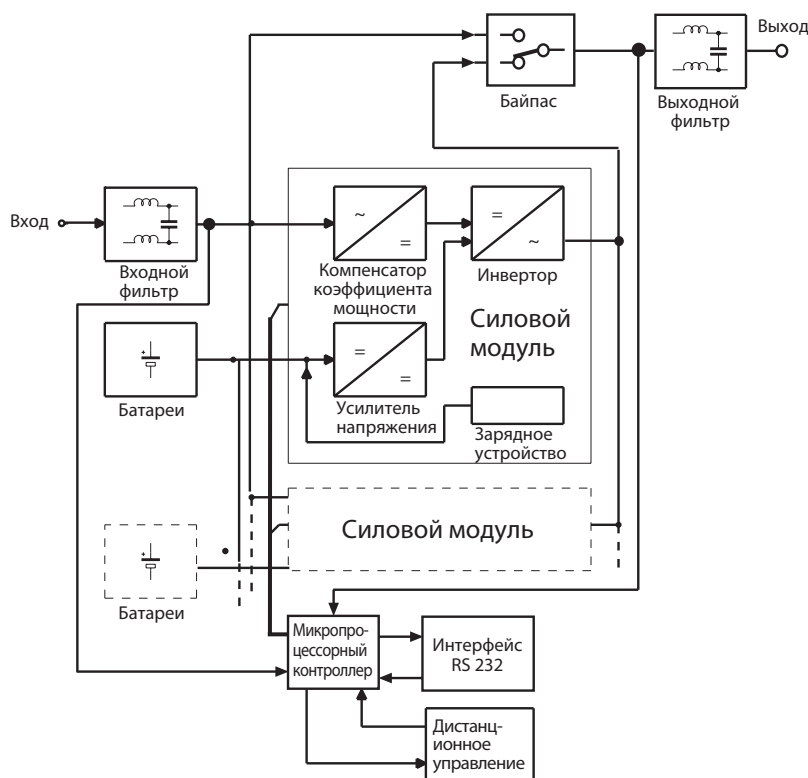 Выход
Байпас
Выходной
фильтр
Вход
~
=
=
~
Входной
фильтр
Компенсатор
коэффициента
мощности
Инвертор
Силовой
модуль
+
=
=
Батареи
Усилитель
напряжения
Зарядное
устройство
Силовой модуль
+
Батареи
Микропро-
цессорный
контроллер
Интерфейс
RS 232
Дистанц-
ионное
управление